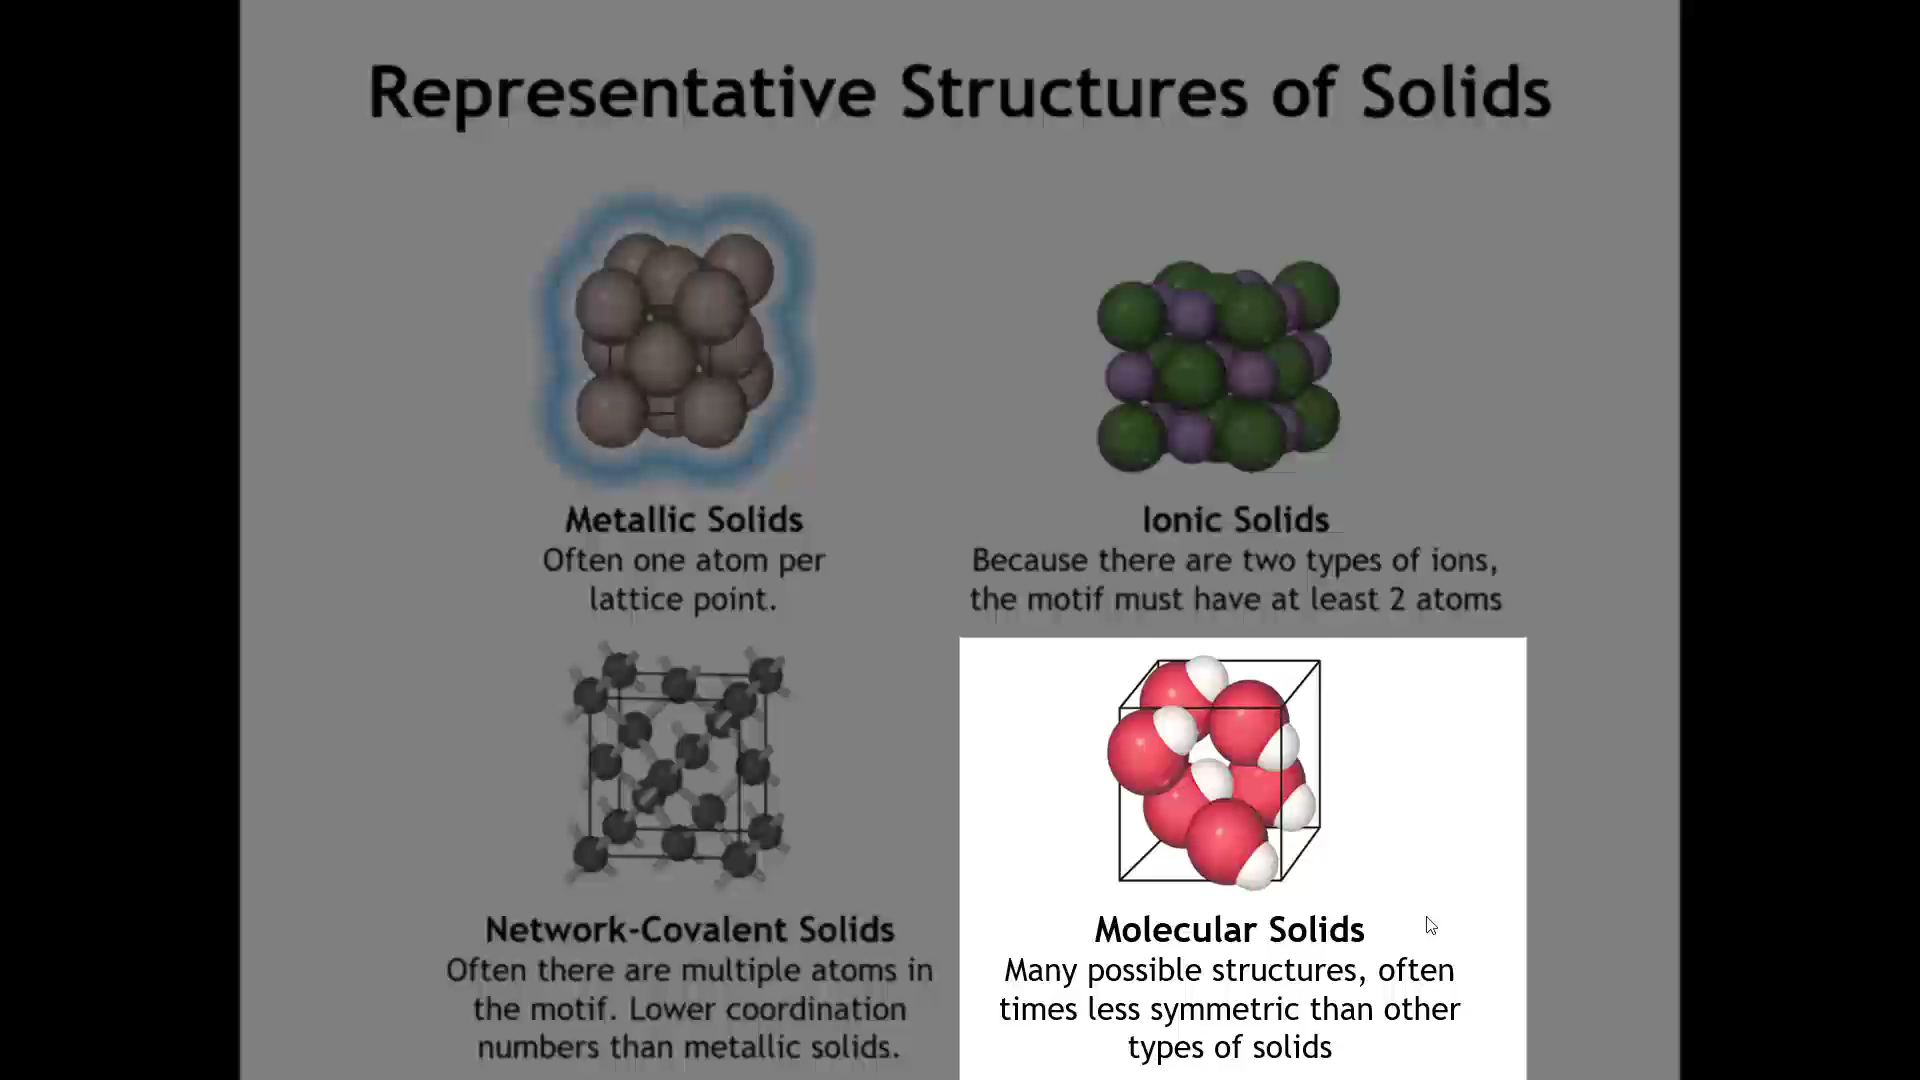 Representative Structures of Solids
Metallic Solids
Often one atom per
lattice point.
Ionic Solids
Because there are two types of ions,
the motif must have at least 2 atoms
Network-Covalent Solids
Often there are multiple atoms in
the motif. Lower coordination
numbers than metallic solids.
Molecular Solids
Many possible structures, often
times less symmetric than other
types of solids